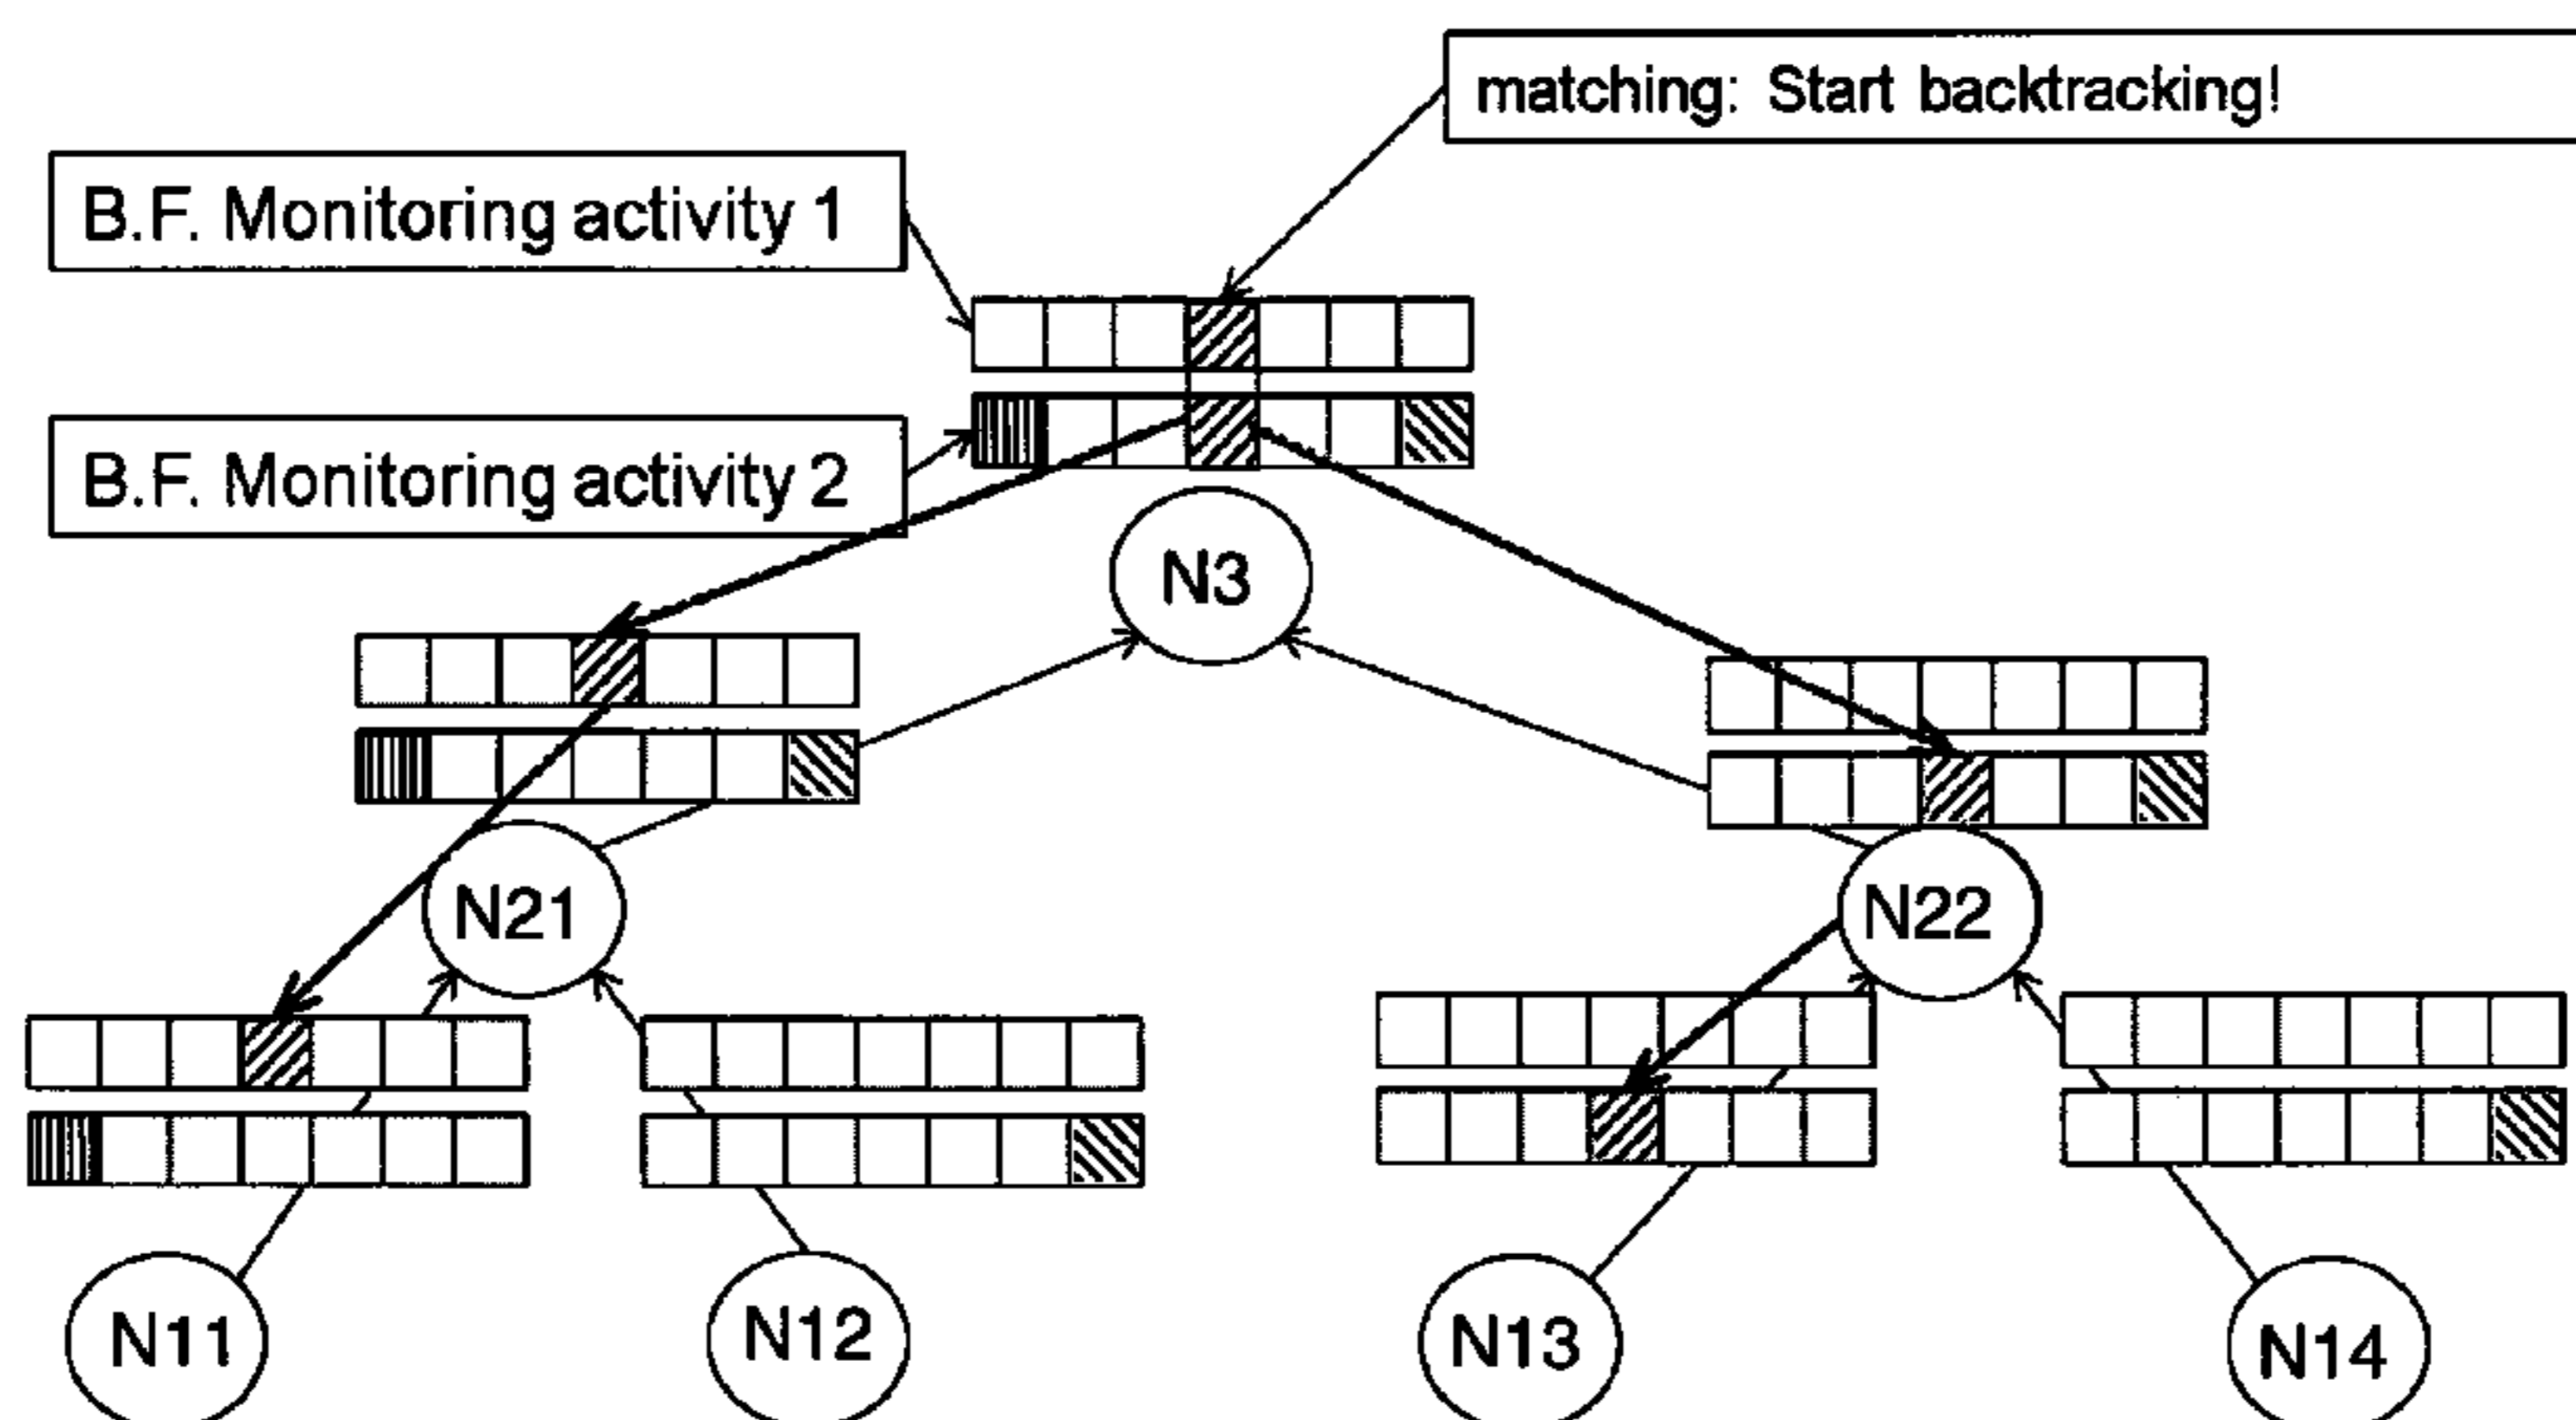 matching: Start backtracking!
B.F. Monitoring activity 1
B.F. Monitoring activity 2
N3
N21
N22
N11
N12
N13
N14